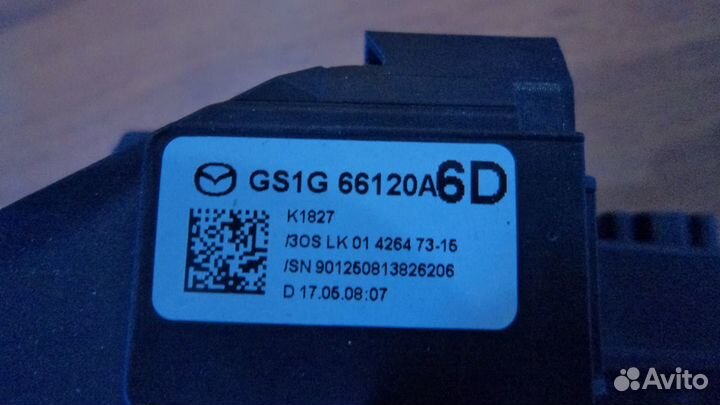 GS1G 66120A6D
K1827
/3OS LK 01 4264 73-15
/SN 901250813826206
D 17.05.08:07
Avito